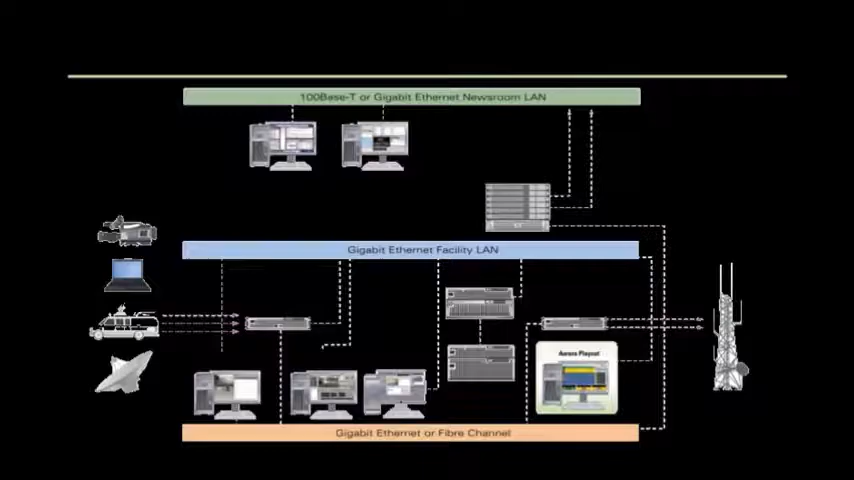 100Base-T or Gigabit Ethernet Newsroom LAN
Gigabit Ethernet Facility LAN
Aurora Playout
Gigabit Ethernet or Fibre Channel